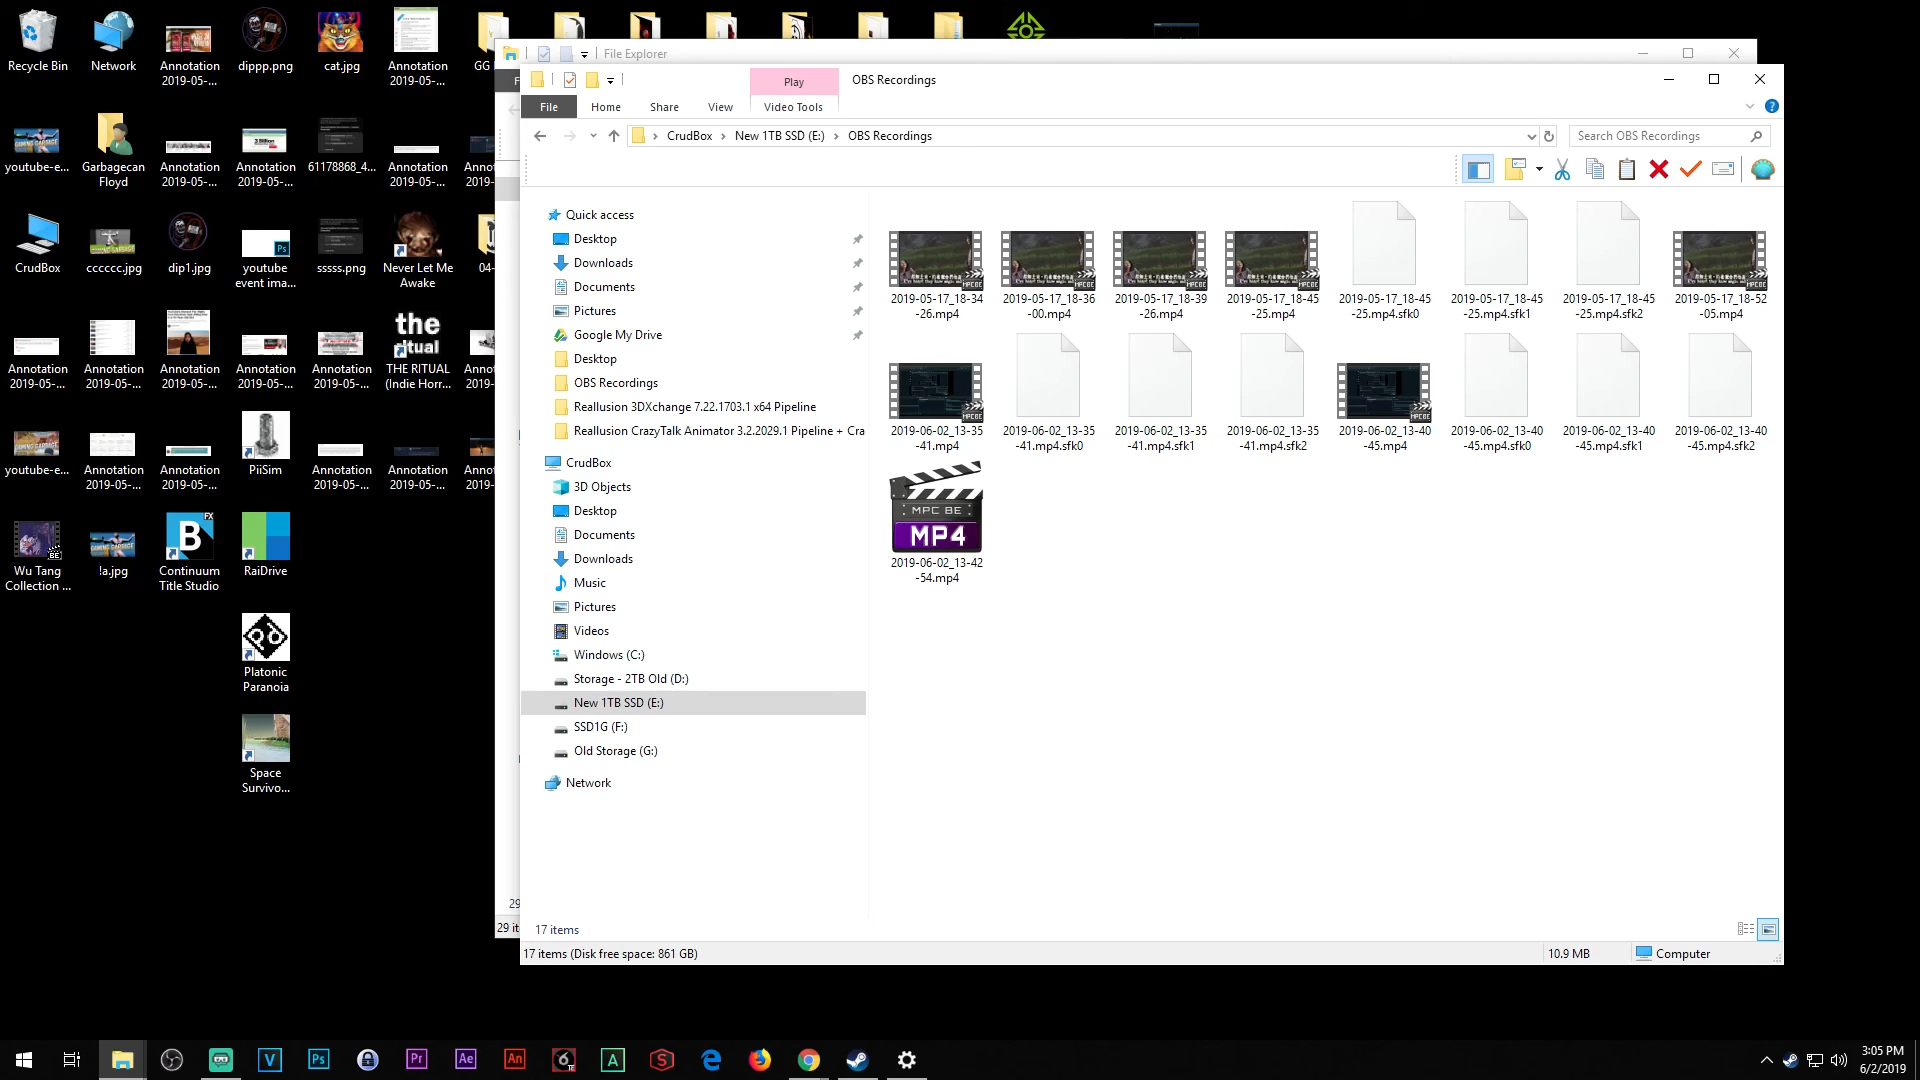 Recycle Bin
Network
Annotation
2019-05-...
dippp.png
cat.jpg
Annotation
2019-05-...
youtube-e...
Garbagecan
Floyd
Annotation
2019-05-...
Annotation
2019-05-...
61178868_4...
Annotation
2019-05-...
CrudBox
cccccc.jpg
dip1.jpg
youtube
event ima...
sssss.png
Never Let Me
Awake
Annotation
2019-05-...
Annotation
2019-05-...
Annotation
2019-05-...
Annotation
2019-05-...
Annotation
2019-05-...
the
ritual
THE RITUAL
(Indie Horr...
youtube-e...
Annotation
2019-05-...
Annotation
2019-05-...
PiiSim
Annotation
2019-05-...
Annotation
2019-05-...
Wu Tang
Collection ...
!a.jpg
Continuum
Title Studio
RaiDrive
Platonic
Paranoia
Space
Survivo...
File Explorer
Play
OBS Recordings
File
Home
Share
View
Video Tools
CrudBox
New 1TB SSD (E:)
OBS Recordings
Search OBS Recordings
Quick access
Desktop
Downloads
Documents
Pictures
Google My Drive
Desktop
OBS Recordings
Reallusion 3DXchange 7.22.1703.1 x64 Pipeline
Reallusion CrazyTalk Animator 3.2.2029.1 Pipeline + Cra
CrudBox
3D Objects
Desktop
Documents
Downloads
Music
Pictures
Videos
Windows (C:)
Storage - 2TB Old (D:)
New 1TB SSD (E:)
SSD1G (F:)
Old Storage (G:)
Network
2019-05-17_18-34
-26.mp4
2019-05-17_18-36
-00.mp4
2019-05-17_18-39
-26.mp4
2019-05-17_18-45
-25.mp4
2019-05-17_18-45
-25.mp4.sfk0
2019-05-17_18-45
-25.mp4.sfk1
2019-05-17_18-45
-25.mp4.sfk2
2019-05-17_18-52
-05.mp4
2019-06-02_13-35
-41.mp4
2019-06-02_13-35
-41.mp4.sfk0
2019-06-02_13-35
-41.mp4.sfk1
2019-06-02_13-35
-41.mp4.sfk2
2019-06-02_13-40
-45.mp4
2019-06-02_13-40
-45.mp4.sfk0
2019-06-02_13-40
-45.mp4.sfk1
2019-06-02_13-40
-45.mp4.sfk2
MPC BE
MP4
2019-06-02_13-42
-54.mp4
17 items
29 it
17 items (Disk free space: 861 GB)
10.9 MB
Computer
3:05 PM
6/2/2019